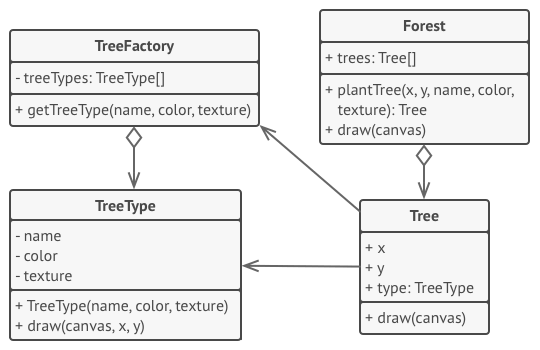 TreeFactory
- treeTypes: TreeType[]
+ getTreeType(name, color, texture)
Forest
+ trees: Tree[]
+ plantTree(x, y, name, color,
texture): Tree
+ draw(canvas)
TreeType
- name
- color
- texture
+ TreeType(name, color, texture)
+ draw(canvas, x, y)
Tree
+ x
+ y
+ type: TreeType
+ draw(canvas)